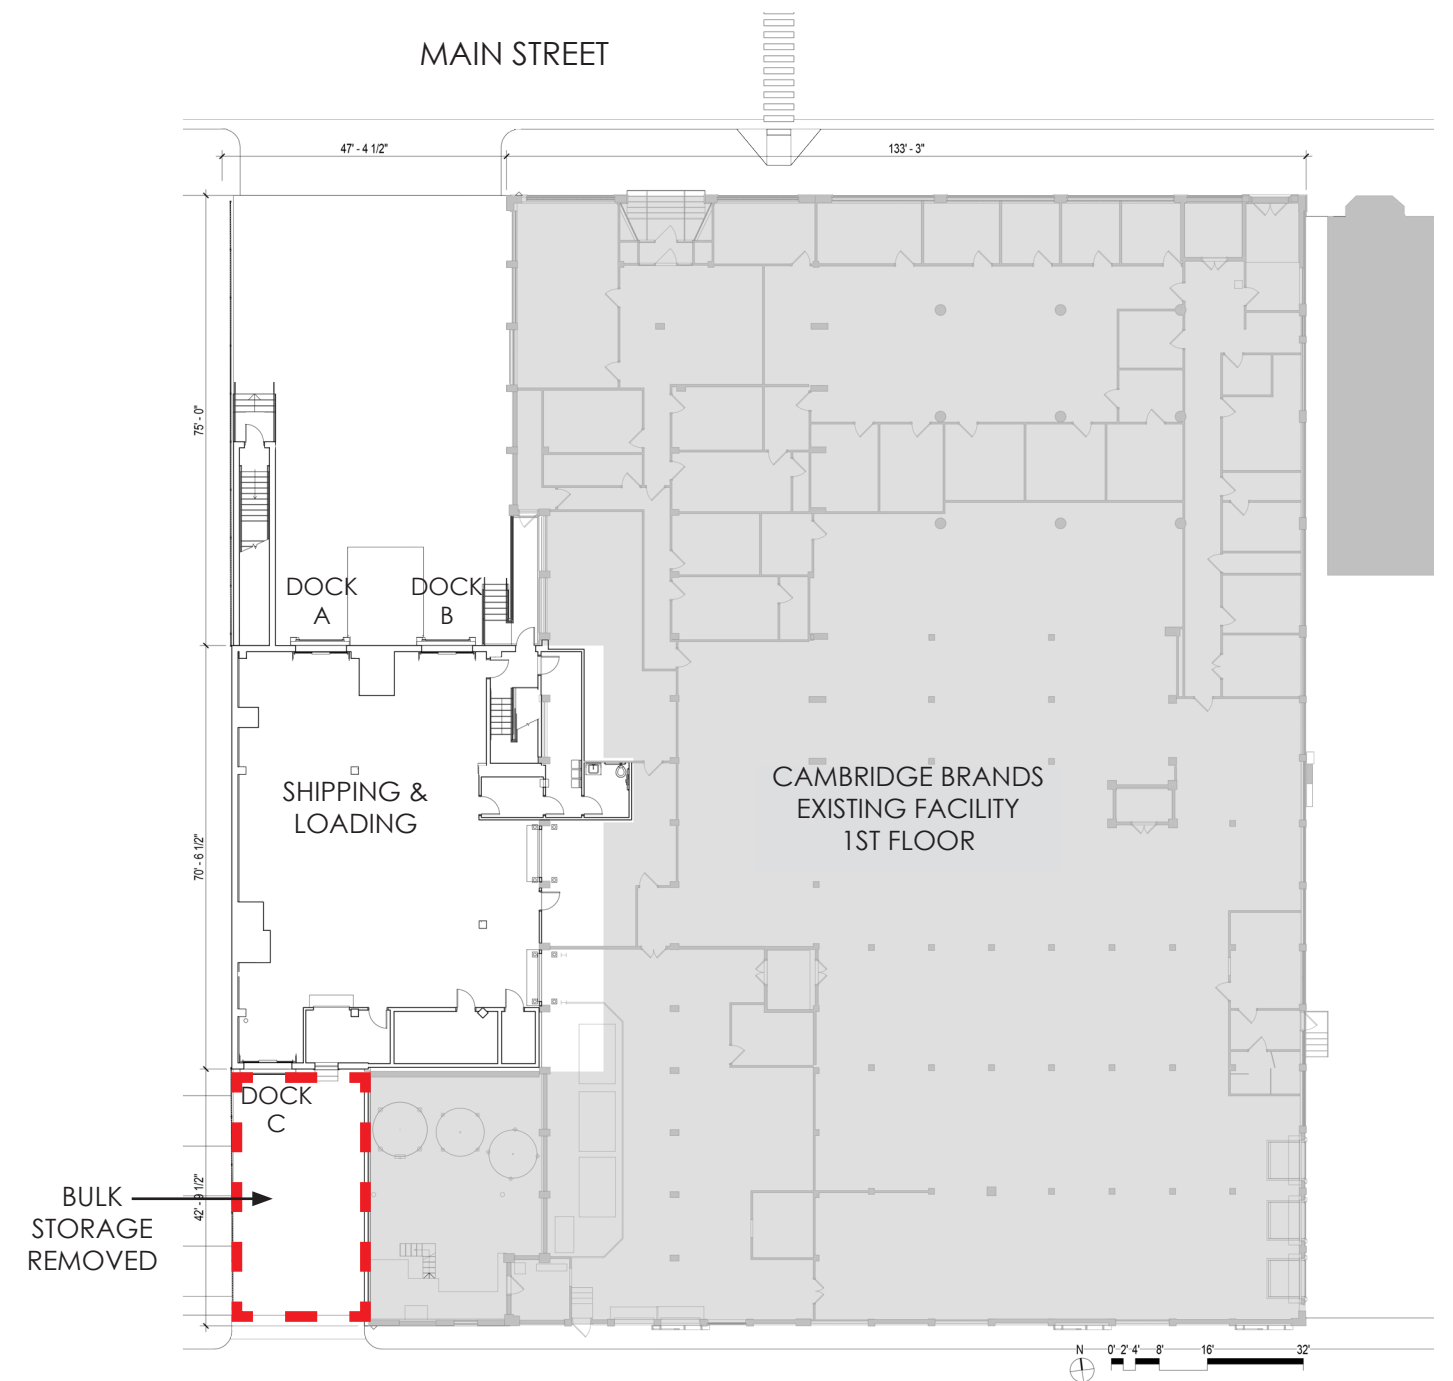 MAIN STREET
47' - 4 1/2"
133' - 3"
75' - 0"
DOCK
A
DOCK
B
SHIPPING &
LOADING
CAMBRIDGE BRANDS
EXISTING FACILITY
1ST FLOOR
70' - 6 1/2"
DOCK
C
42' - 9 1/2"
BULK
STORAGE
REMOVED
N
0' 2' 4' 8' 16' 32'